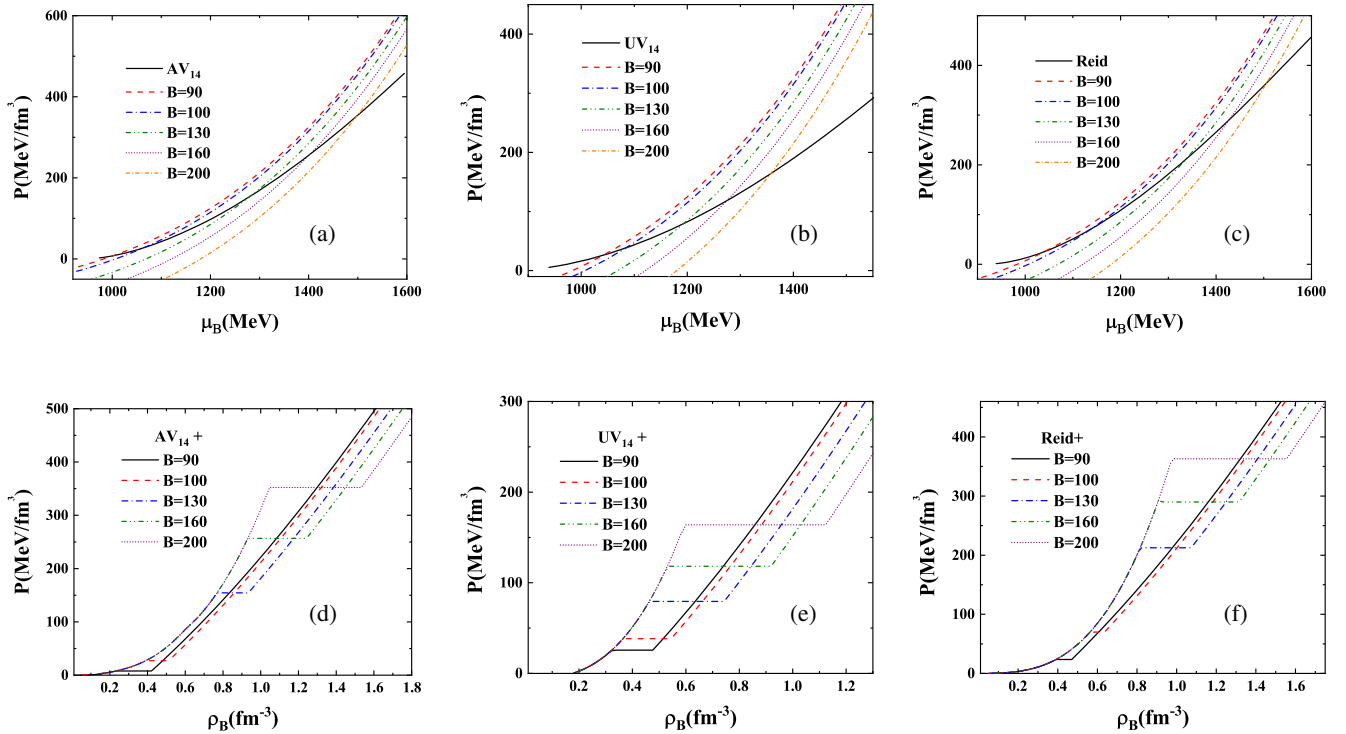 600
400
200
0
P(MeV/fm³)
AV₁₄
B=90
B=100
B=130
B=160
B=200
(a)
1000
1200
1400
1600
μ_B(MeV)
400
200
0
P(MeV/fm³)
UV₁₄
B=90
B=100
B=130
B=160
B=200
(b)
1000
1200
1400
μ_B(MeV)
400
200
0
P(MeV/fm³)
Reid
B=90
B=100
B=130
B=160
B=200
(c)
1000
1200
1400
1600
μ_B(MeV)
500
400
300
200
100
0
P(MeV/fm³)
AV₁₄ +
B=90
B=100
B=130
B=160
B=200
(d)
0.2 0.4 0.6 0.8 1.0 1.2 1.4 1.6 1.8
ρ_B(fm⁻³)
300
200
100
0
P(MeV/fm³)
UV₁₄ +
B=90
B=100
B=130
B=160
B=200
(e)
0.2 0.4 0.6 0.8 1.0 1.2
ρ_B(fm⁻³)
400
300
200
100
0
P(MeV/fm³)
Reid+
B=90
B=100
B=130
B=160
B=200
(f)
0.2 0.4 0.6 0.8 1.0 1.2 1.4 1.6
ρ_B(fm⁻³)